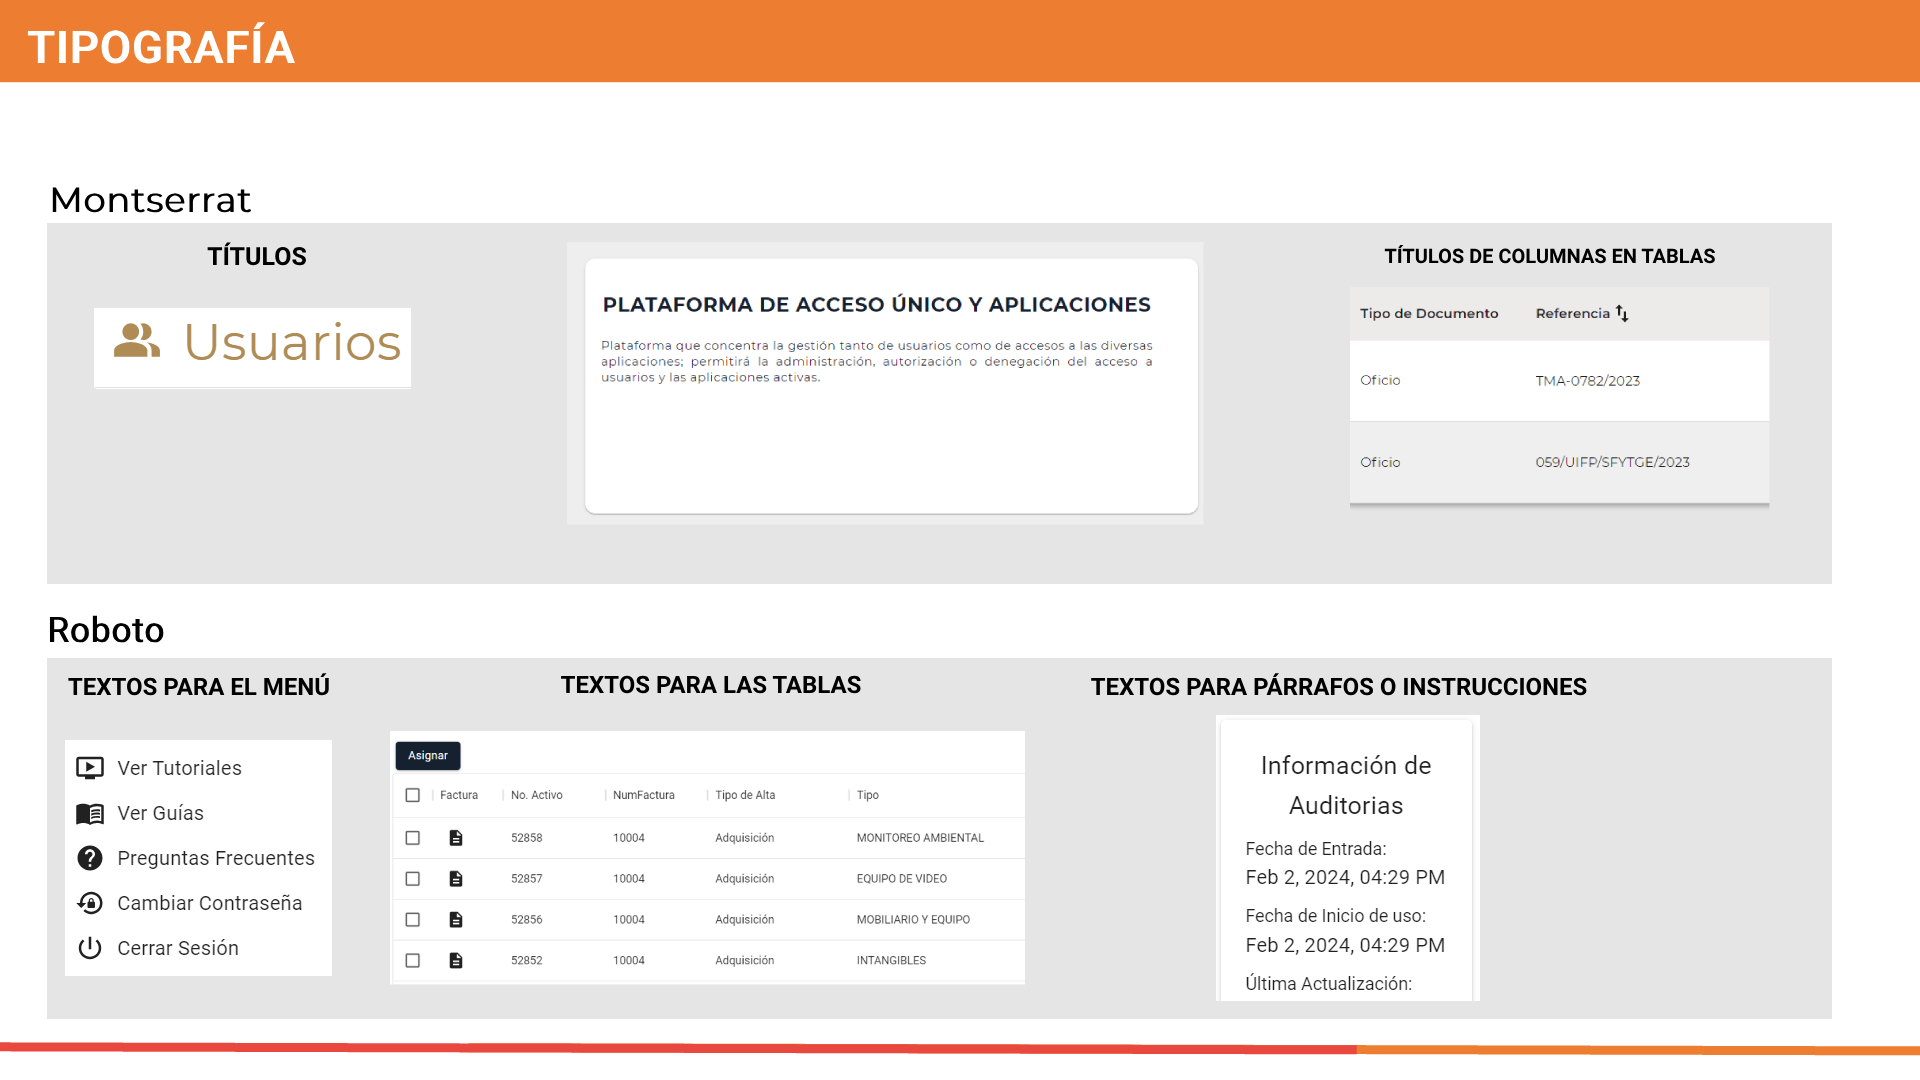 TIPOGRAFÍA
Montserrat
TÍTULOS
Usuarios
PLATAFORMA DE ACCESO ÚNICO Y APLICACIONES
Plataforma que concentra la gestión tanto de usuarios como de accesos a las diversas
aplicaciones; permitirá la administración, autorización o denegación del acceso a
usuarios y las aplicaciones activas.
TÍTULOS DE COLUMNAS EN TABLAS
Tipo de Documento Referencia
Oficio TMA-0782/2023
Oficio 059/UIFP/SFYTGE/2023
Roboto
TEXTOS PARA EL MENÚ
Ver Tutoriales
Ver Guías
Preguntas Frecuentes
Cambiar Contraseña
Cerrar Sesión
TEXTOS PARA LAS TABLAS
Asignar
Factura No. Activo NumFactura Tipo de Alta Tipo
52858 10004 Adquisición MONITOREO AMBIENTAL
52857 10004 Adquisición EQUIPO DE VIDEO
52856 10004 Adquisición MOBILIARIO Y EQUIPO
52852 10004 Adquisición INTANGIBLES
TEXTOS PARA PÁRRAFOS O INSTRUCCIONES
Información de
Auditorias
Fecha de Entrada:
Feb 2, 2024, 04:29 PM
Fecha de Inicio de uso:
Feb 2, 2024, 04:29 PM
Última Actualización: